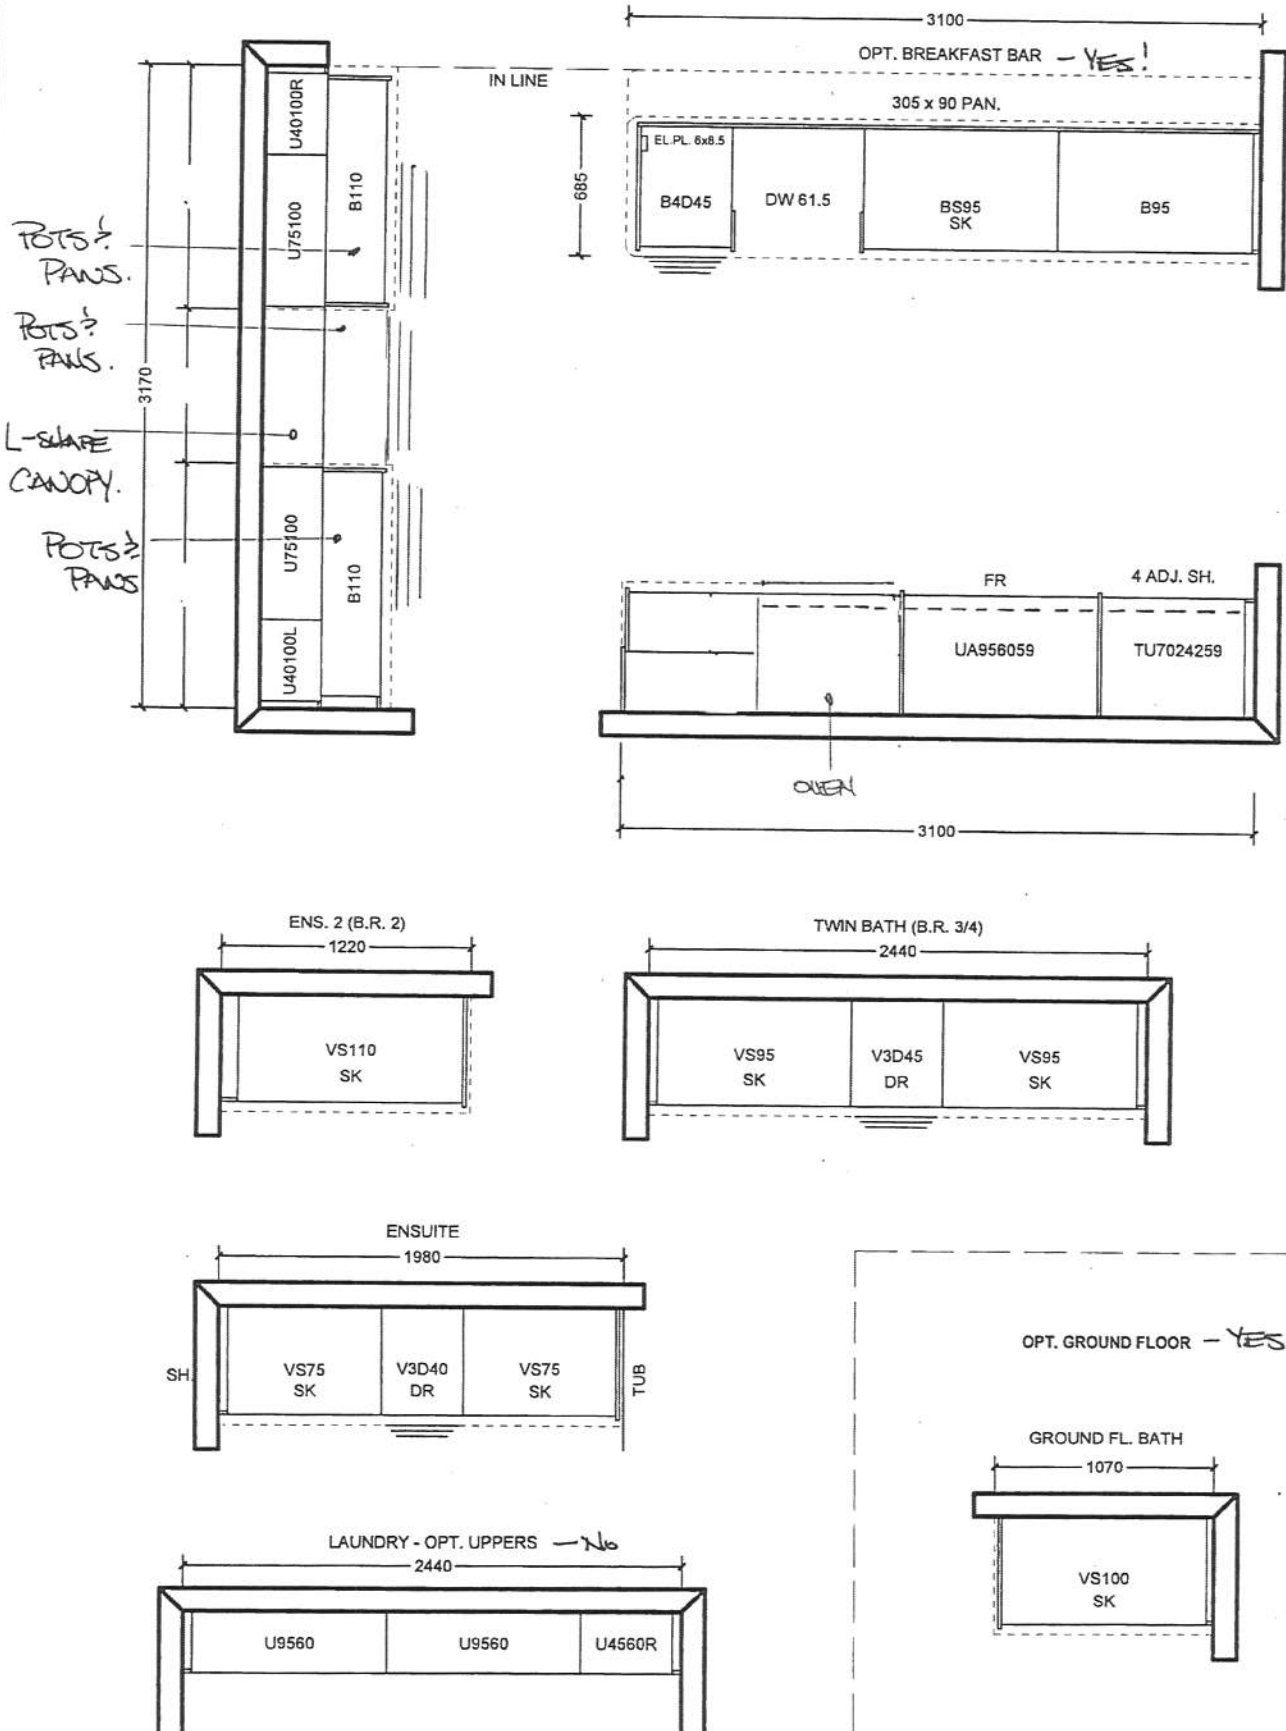 3100
OPT. BREAKFAST BAR - YES!
IN LINE
305 x 90 PAN.
685
EL.PL. 6x8.5
B4D45
DW 61.5
BS95
SK
B95
U40100R
U75100
B110
POTS &
PANS.
POTS &
PANS.
3170
L-SHAPE
CANOPY.
POTS &
PANS
U75100
B110
U40100L
FR
4 ADJ. SH.
UA956059
TU7024259
OVEN
3100
ENS. 2 (B.R. 2)
1220
VS110
SK
TWIN BATH (B.R. 3/4)
2440
VS95
SK
V3D45
DR
VS95
SK
ENSUITE
1980
SH.
VS75
SK
V3D40
DR
VS75
SK
TUB
OPT. GROUND FLOOR - YES
GROUND FL. BATH
1070
VS100
SK
LAUNDRY - OPT. UPPERS - No
2440
U9560
U9560
U4560R